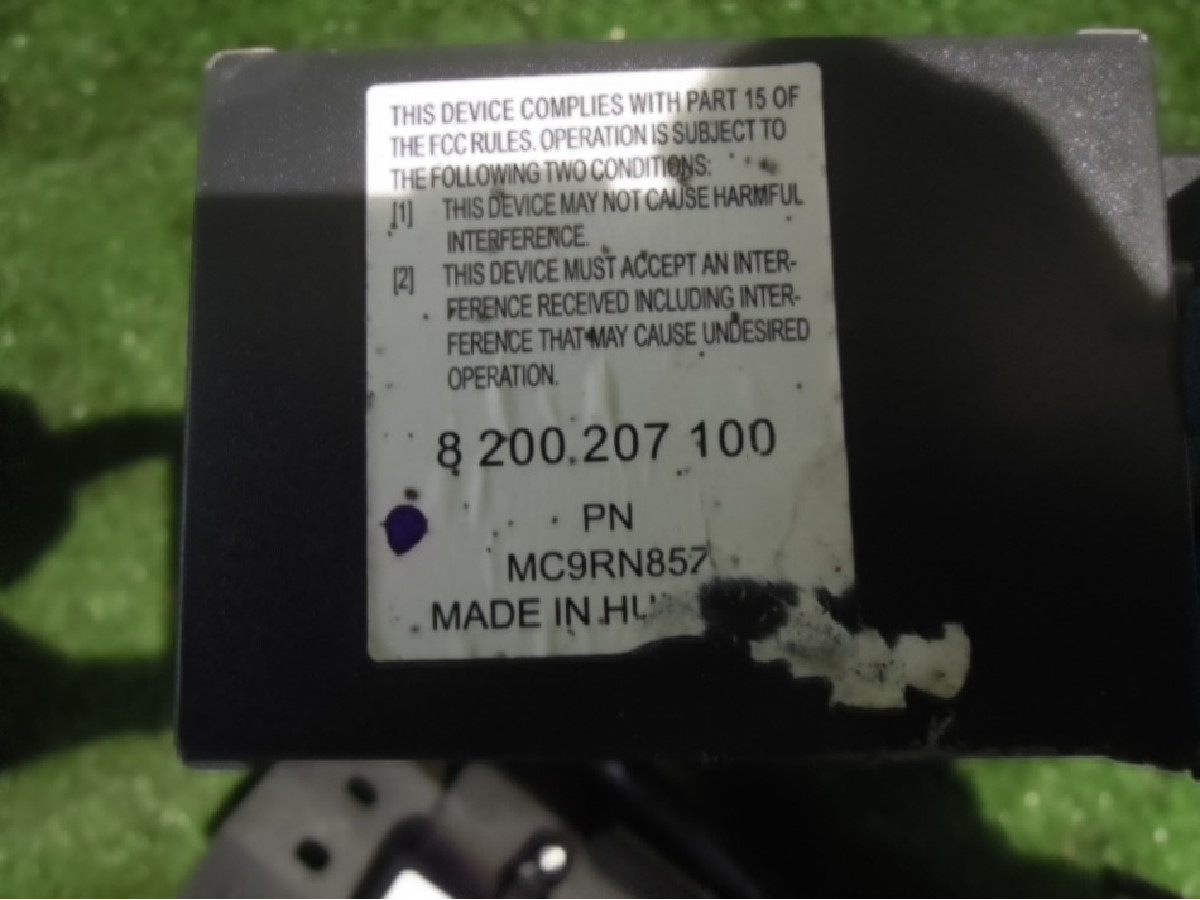 THIS DEVICE COMPLIES WITH PART 15 OF
THE FCC RULES. OPERATION IS SUBJECT TO
THE FOLLOWING TWO CONDITIONS:
[1] THIS DEVICE MAY NOT CAUSE HARMFUL
INTERFERENCE.
[2] THIS DEVICE MUST ACCEPT AN INTER-
FERENCE RECEIVED INCLUDING INTER-
FERENCE THAT MAY CAUSE UNDESIRED
OPERATION.
8 200 207 100
PN
MC9RN857
MADE IN